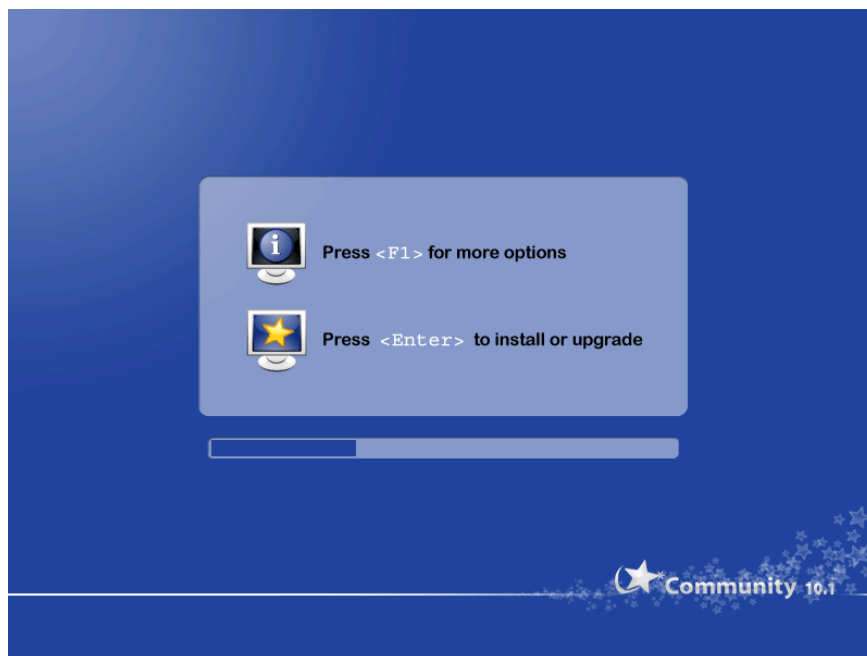 Press <F1> for more options
Press <Enter> to install or upgrade
Community 10.1